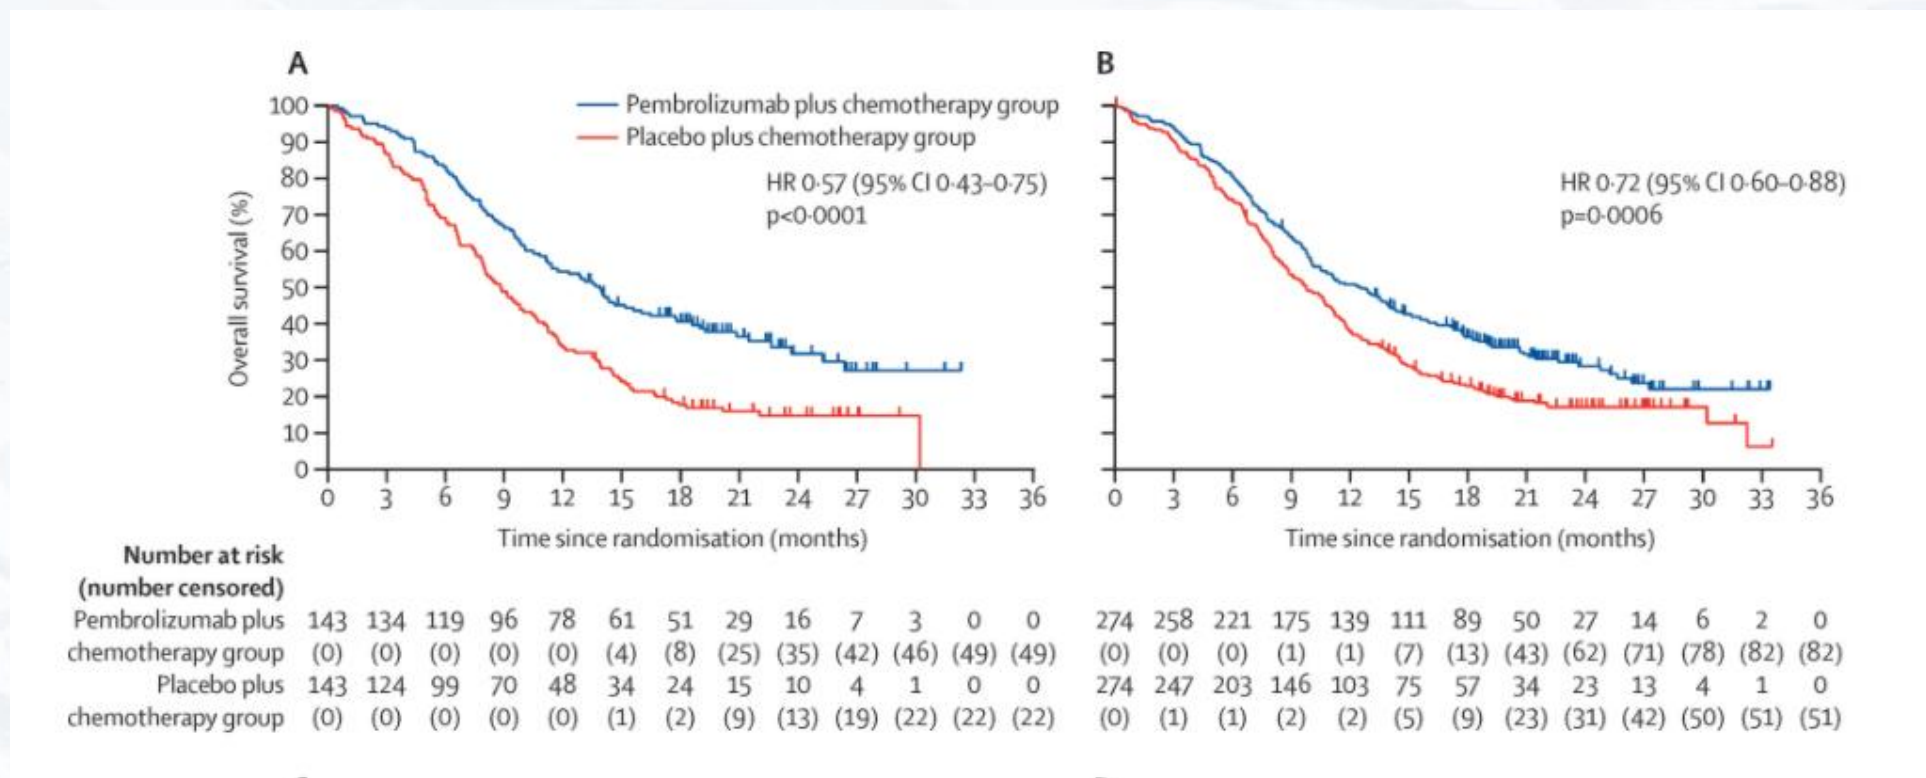 A
100
90
80
70
60
50
40
30
20
10
0
Overall survival (%)
Pembrolizumab plus chemotherapy group
Placebo plus chemotherapy group
HR 0·57 (95% CI 0·43–0·75)
p<0·0001
0 3 6 9 12 15 18 21 24 27 30 33 36
Time since randomisation (months)
B
HR 0·72 (95% CI 0·60–0·88)
p=0·0006
0 3 6 9 12 15 18 21 24 27 30 33 36
Time since randomisation (months)
Number at risk
(number censored)
Pembrolizumab plus 143 134 119 96 78 61 51 29 16 7 3 0 0 274 258 221 175 139 111 89 50 27 14 6 2 0
chemotherapy group (0) (0) (0) (0) (0) (4) (8) (25) (35) (42) (46) (49) (49) (0) (0) (0) (1) (1) (7) (13) (43) (62) (71) (78) (82) (82)
Placebo plus 143 124 99 70 48 34 24 15 10 4 1 0 0 274 247 203 146 103 75 57 34 23 13 4 1 0
chemotherapy group (0) (0) (0) (0) (0) (1) (2) (9) (13) (19) (22) (22) (22) (0) (1) (1) (2) (2) (5) (9) (23) (31) (42) (50) (51) (51)